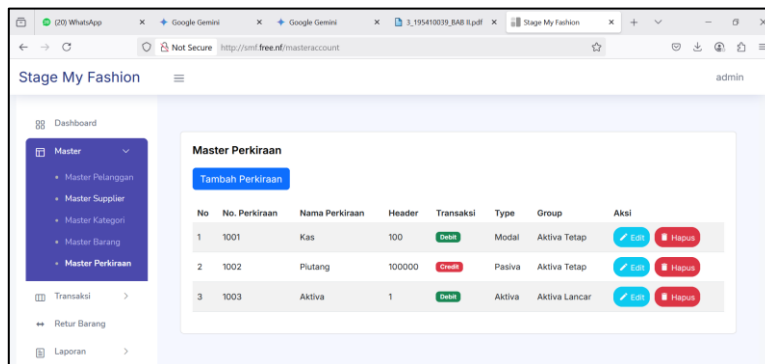 (20) WhatsApp
Google Gemini
Google Gemini
3_195410039_BAB II.pdf
Stage My Fashion
Not Secure http://smf.free.nf/masteraccount
Stage My Fashion
admin
Dashboard
Master
Master Pelanggan
Master Supplier
Master Kategori
Master Barang
Master Perkiraan
Transaksi
Retur Barang
Laporan
Master Perkiraan
Tambah Perkiraan
No No. Perkiraan Nama Perkiraan Header Transaksi Type Group Aksi
1 1001 Kas 100 Debit Modal Aktiva Tetap Edit Hapus
2 1002 Piutang 100000 Credit Pasiva Aktiva Tetap Edit Hapus
3 1003 Aktiva 1 Debit Aktiva Aktiva Lancar Edit Hapus